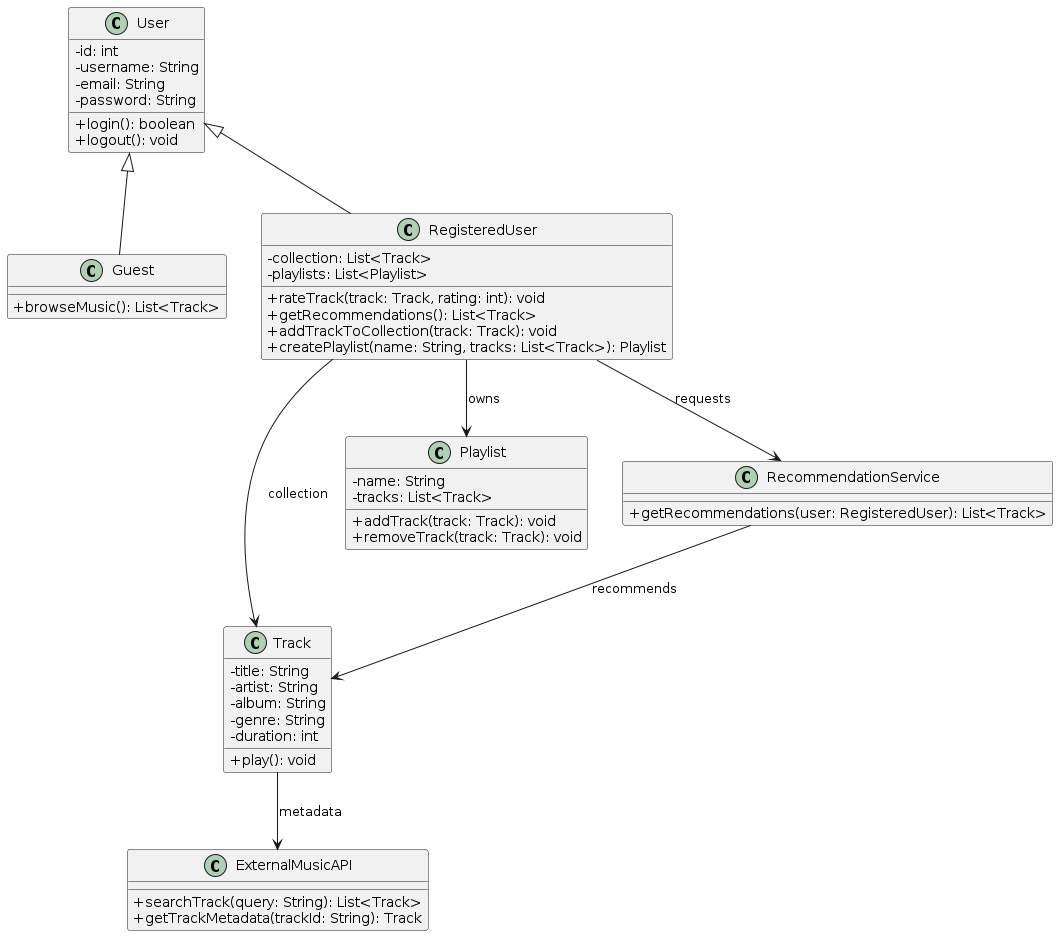 C User
-id: int
-username: String
-email: String
-password: String
+login(): boolean
+logout(): void
C Guest
+browseMusic(): List<Track>
C RegisteredUser
-collection: List<Track>
-playlists: List<Playlist>
+rateTrack(track: Track, rating: int): void
+getRecommendations(): List<Track>
+addTrackToCollection(track: Track): void
+createPlaylist(name: String, tracks: List<Track>): Playlist
collection
owns
requests
C Playlist
-name: String
-tracks: List<Track>
+addTrack(track: Track): void
+removeTrack(track: Track): void
C RecommendationService
+getRecommendations(user: RegisteredUser): List<Track>
recommends
C Track
-title: String
-artist: String
-album: String
-genre: String
-duration: int
+play(): void
metadata
C ExternalMusicAPI
+searchTrack(query: String): List<Track>
+getTrackMetadata(trackId: String): Track